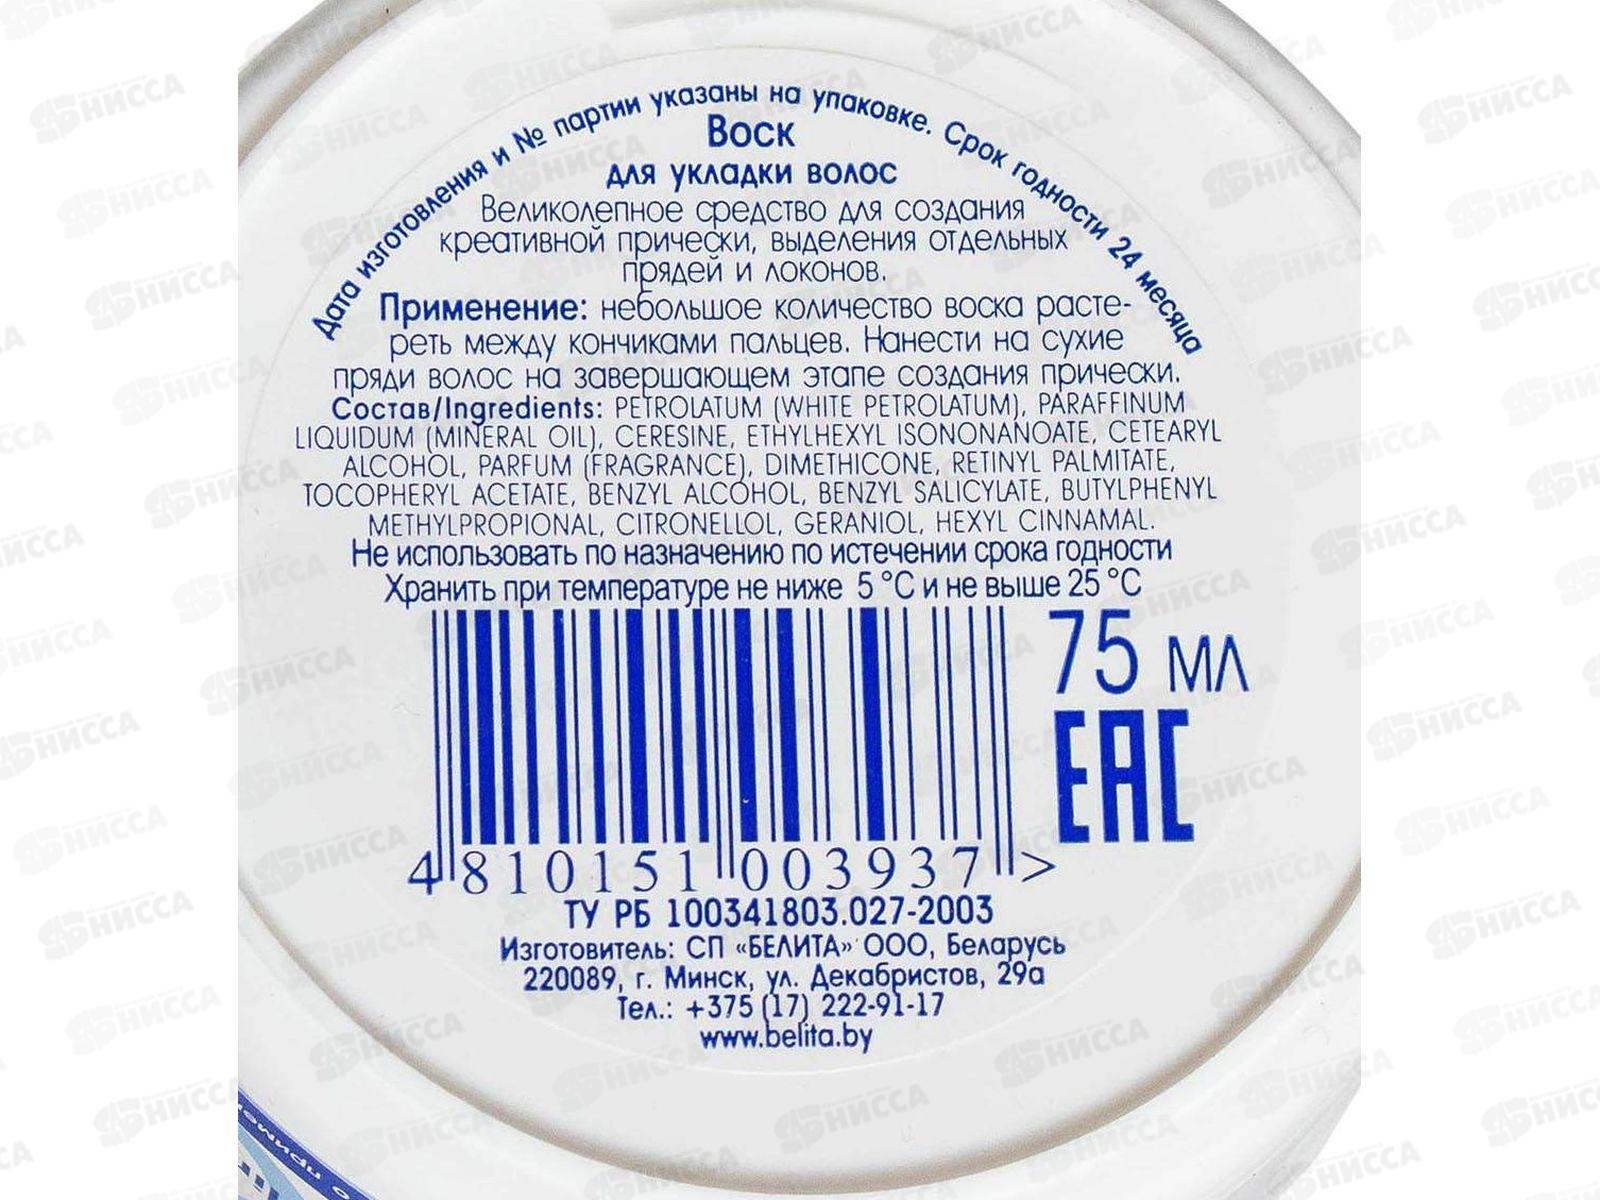 Дата изготовления и № партии указаны на упаковке. Срок годности 24 месяца
Воск
для укладки волос
Великолепное средство для создания
креативной прически, выделения отдельных
прядей и локонов.
Применение: небольшое количество воска расте-
реть между кончиками пальцев. Нанести на сухие
пряди волос на завершающем этапе создания прически.
Состав/Ingredients: PETROLATUM (WHITE PETROLATUM), PARAFFINUM
LIQUIDUM (MINERAL OIL), CERESINE, ETHYLHEXYL ISONONANOATE, CETEARYL
ALCOHOL, PARFUM (FRAGRANCE), DIMETHICONE, RETINYL PALMITATE,
TOCOPHERYL ACETATE, BENZYL ALCOHOL, BENZYL SALICYLATE, BUTYLPHENYL
METHYLPROPIONAL, CITRONELLOL, GERANIOL, HEXYL CINNAMAL.
Не использовать по назначению по истечении срока годности
Хранить при температуре не ниже 5 °C и не выше 25 °C
75 мл
EAC
4 810151 003937 >
ТУ РБ 100341803.027-2003
Изготовитель: СП «БЕЛИТА» ООО, Беларусь
220089, г. Минск, ул. Декабристов, 29а
Тел.: +375 (17) 222-91-17
www.belita.by
НИССА